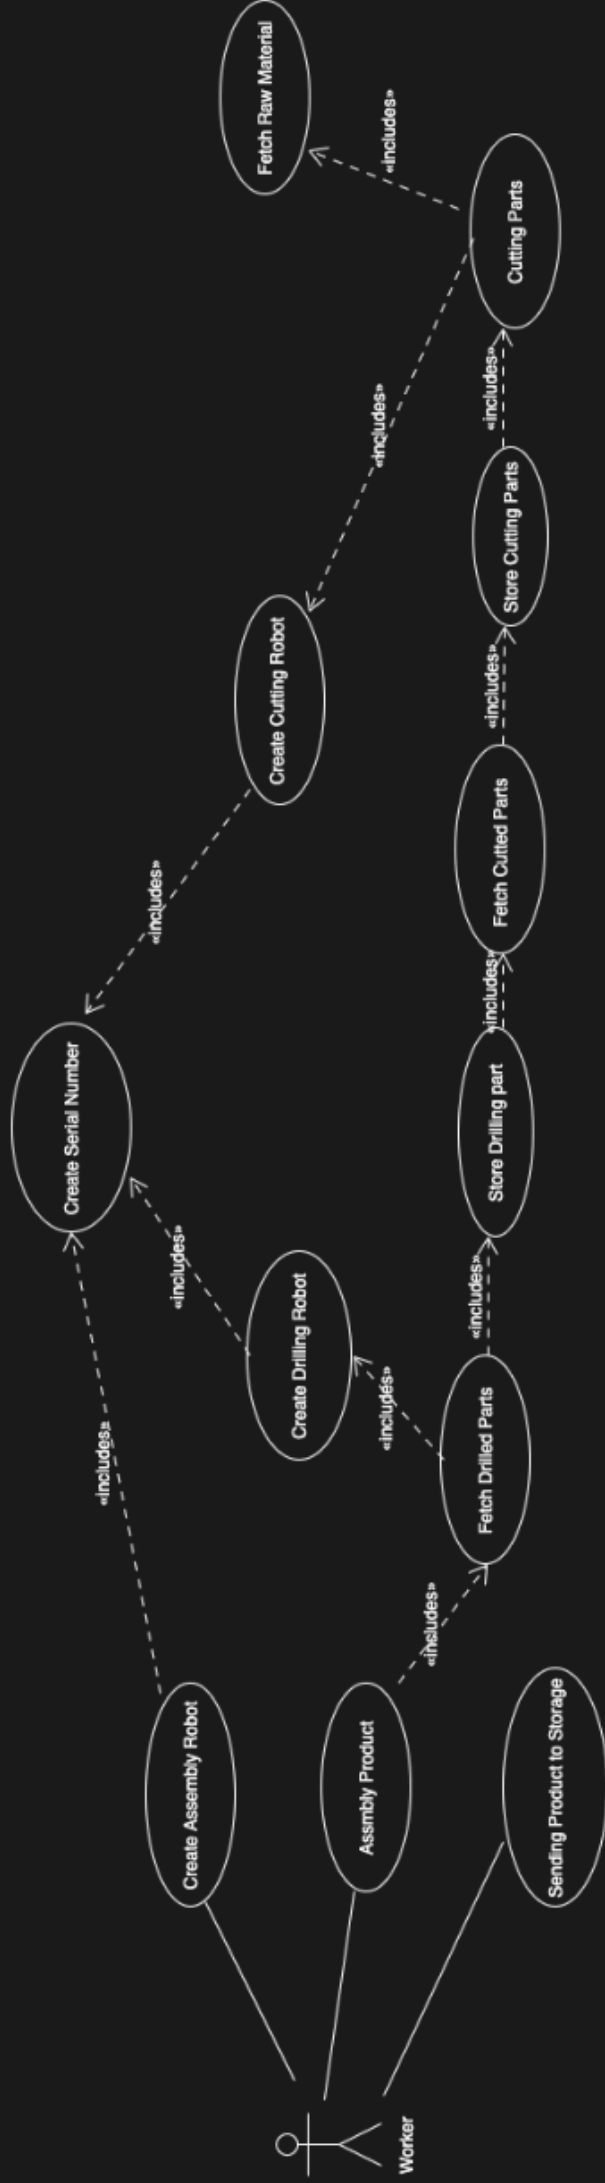 Create Serial Number
«includes»
«includes»
«includes»
Create Assembly Robot
Create Drilling Robot
Create Cutting Robot
Fetch Raw Material
«includes»
«includes»
«includes»
Worker
Assmbly Product
«includes»
Fetch Drilled Parts
«includes»
Store Drilling part
«includes»
Fetch Cutted Parts
«includes»
Store Cutting Parts
«includes»
Cutting Parts
Sending Product to Storage